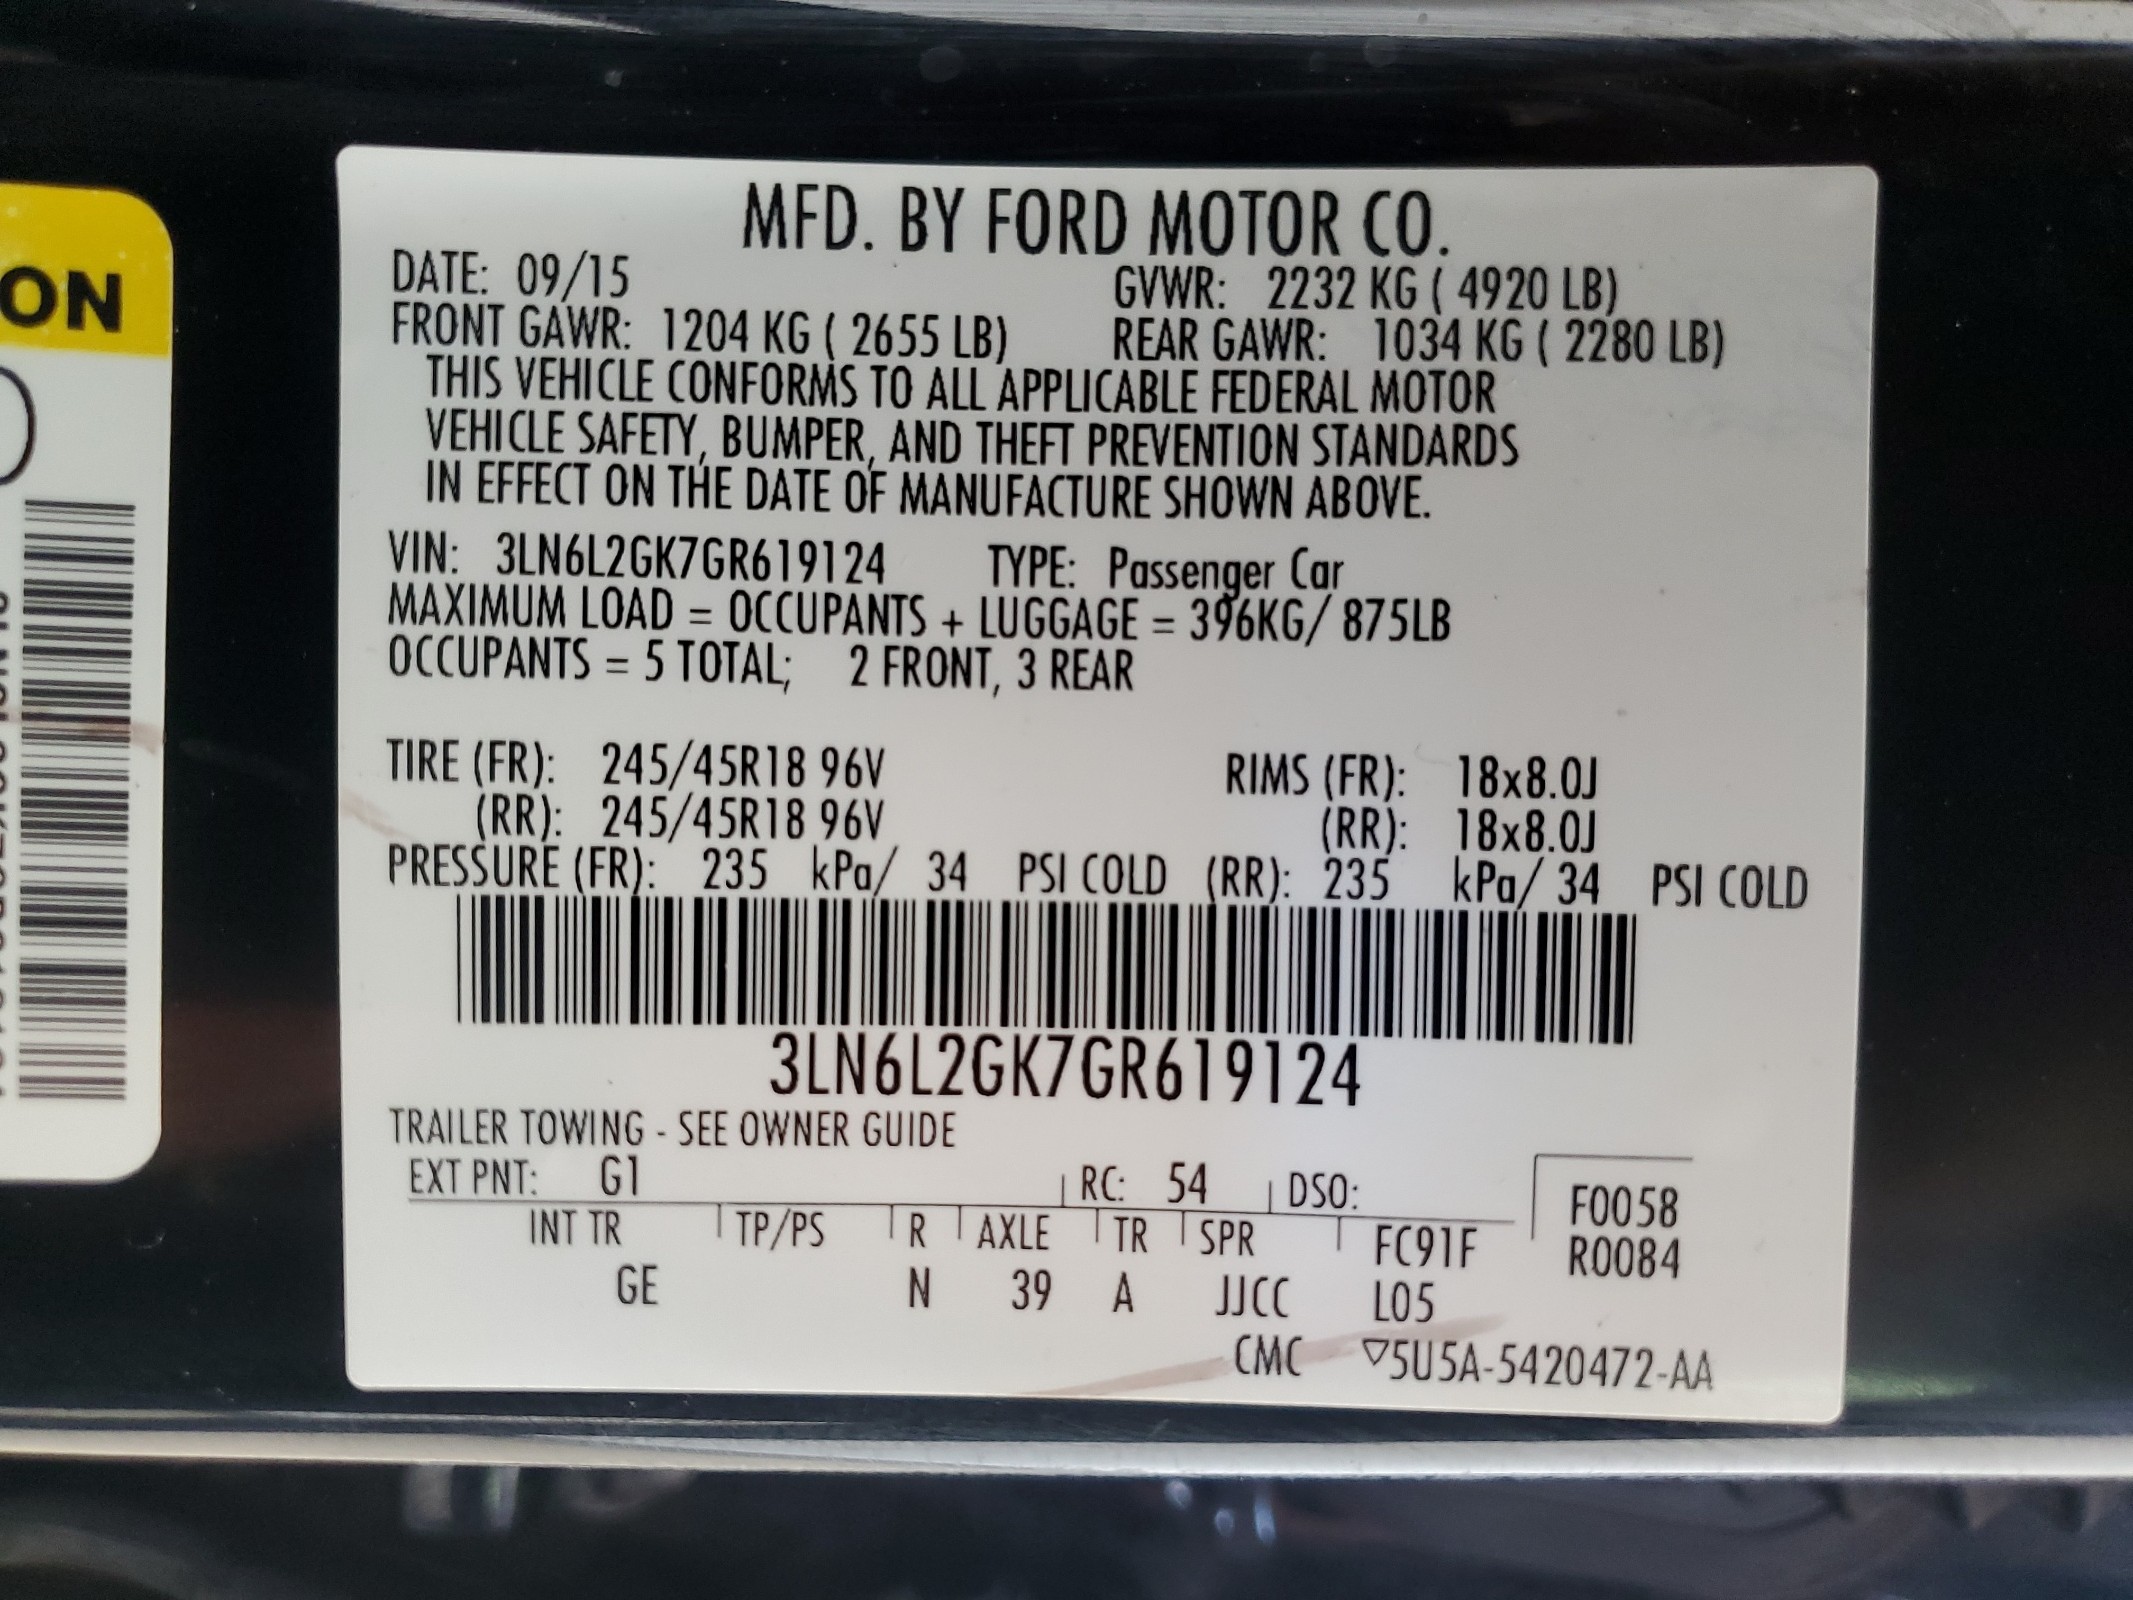 MFD. BY FORD MOTOR CO.
DATE: 09/15 GVWR: 2232 KG ( 4920 LB)
FRONT GAWR: 1204 KG ( 2655 LB) REAR GAWR: 1034 KG ( 2280 LB)
THIS VEHICLE CONFORMS TO ALL APPLICABLE FEDERAL MOTOR
VEHICLE SAFETY, BUMPER, AND THEFT PREVENTION STANDARDS
IN EFFECT ON THE DATE OF MANUFACTURE SHOWN ABOVE.
VIN: 3LN6L2GK7GR619124 TYPE: Passenger Car
MAXIMUM LOAD = OCCUPANTS + LUGGAGE = 396KG/ 875LB
OCCUPANTS = 5 TOTAL; 2 FRONT, 3 REAR
TIRE (FR): 245/45R18 96V RIMS (FR): 18x8.0J
(RR): 245/45R18 96V (RR): 18x8.0J
PRESSURE (FR): 235 kPa/ 34 PSI COLD (RR): 235 kPa/ 34 PSI COLD
3LN6L2GK7GR619124
TRAILER TOWING - SEE OWNER GUIDE
EXT PNT: G1 RC: 54 DSO: F0058
INT TR TP/PS R AXLE TR SPR FC91F R0084
GE N 39 A JJCC L05
CMC ▽5U5A-5420472-AA
ON